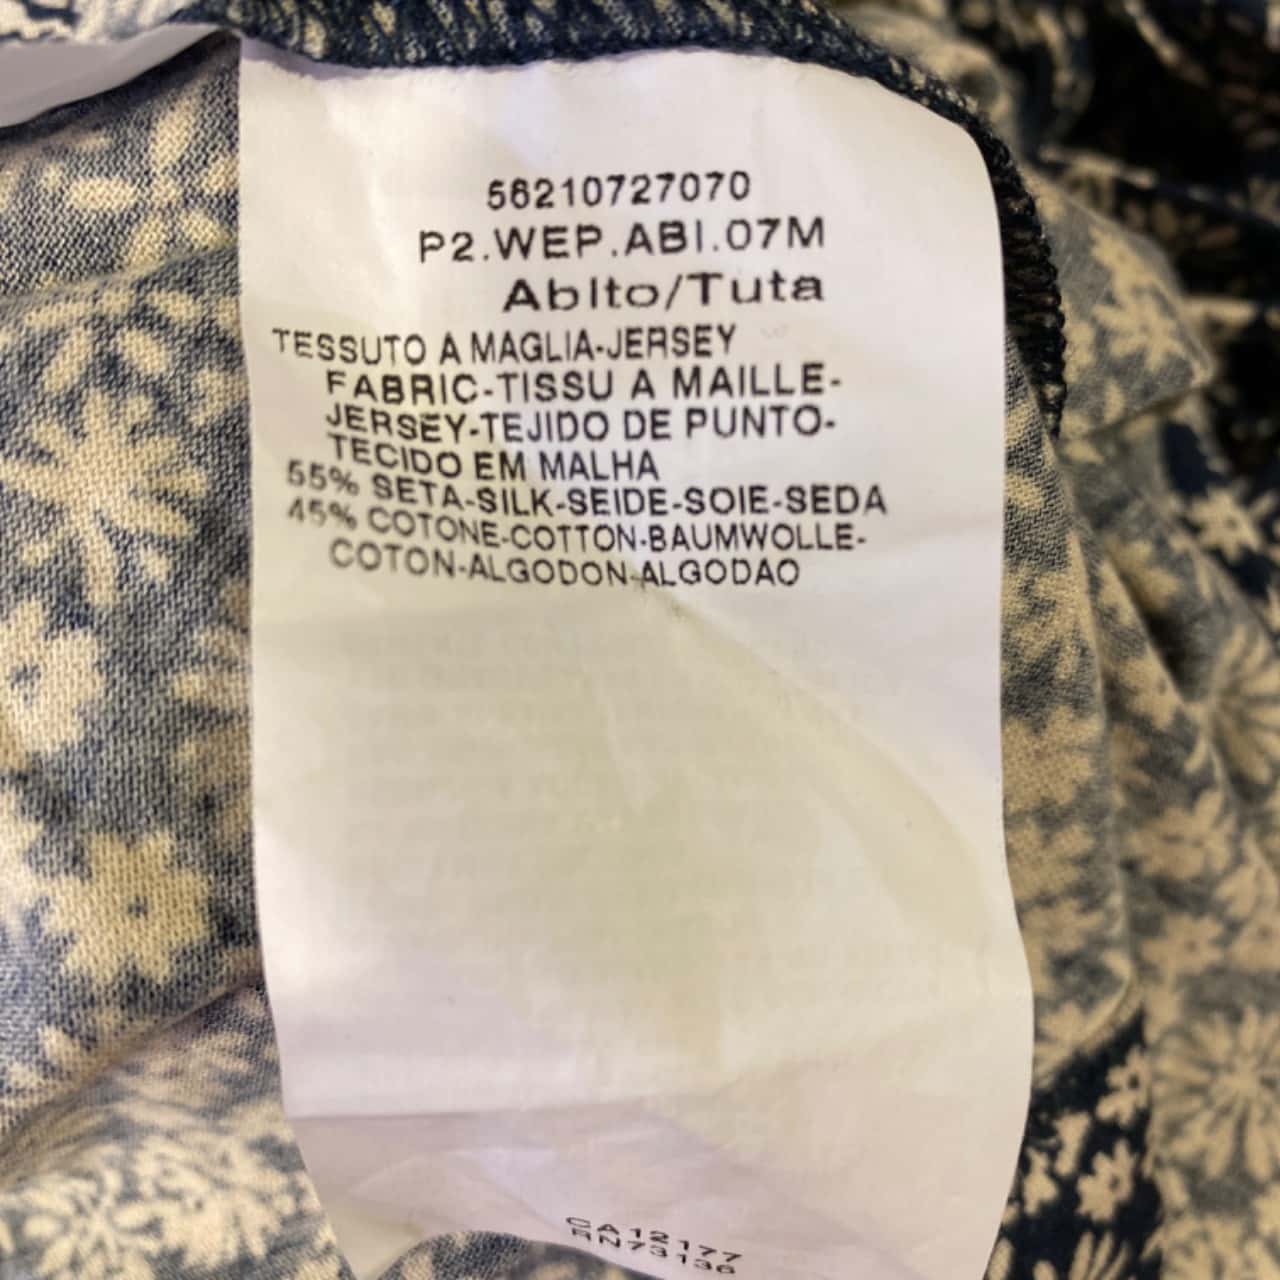 56210727070
P2.WEP.ABI.07M
Abito/Tuta
TESSUTO A MAGLIA-JERSEY
FABRIC-TISSU A MAILLE-
JERSEY-TEJIDO DE PUNTO-
TECIDO EM MALHA
55% SETA-SILK-SEIDE-SOIE-SEDA
45% COTONE-COTTON-BAUMWOLLE-
COTON-ALGODON-ALGODAO
CA12177
RN73136